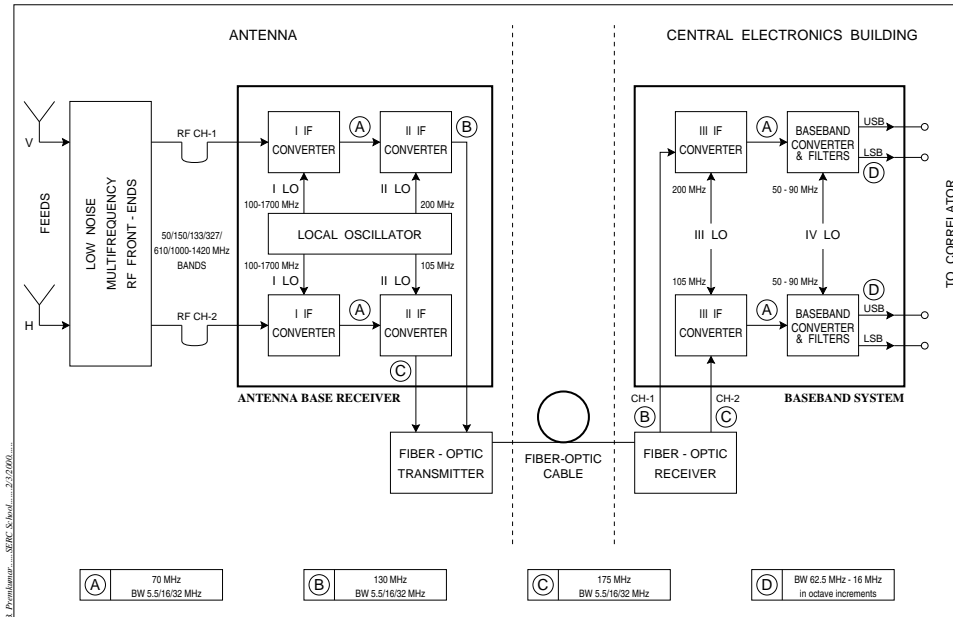 ANTENNA
CENTRAL ELECTRONICS BUILDING
V
H
FEEDS
LOW NOISE
MULTIFREQUENCY
RF FRONT - ENDS
RF CH-1
50/150/133/327/
610/1000-1420 MHz
BANDS
RF CH-2
I IF
CONVERTER
A
II IF
CONVERTER
B
I LO
100-1700 MHz
II LO
200 MHz
LOCAL OSCILLATOR
100-1700 MHz
I LO
105 MHz
II LO
I IF
CONVERTER
A
II IF
CONVERTER
C
ANTENNA BASE RECEIVER
FIBER - OPTIC
TRANSMITTER
FIBER-OPTIC
CABLE
FIBER - OPTIC
RECEIVER
CH-1
B
CH-2
C
III IF
CONVERTER
A
BASEBAND
CONVERTER
& FILTERS
USB
LSB
D
200 MHz
50 - 90 MHz
III LO
IV LO
105 MHz
50 - 90 MHz
III IF
CONVERTER
A
BASEBAND
CONVERTER
& FILTERS
D
USB
LSB
BASEBAND SYSTEM
TO CORRELATOR
A
70 MHz
BW 5.5/16/32 MHz
B
130 MHz
BW 5.5/16/32 MHz
C
175 MHz
BW 5.5/16/32 MHz
D
BW 62.5 MHz - 16 MHz
in octave increments
Premkumar......SERC School........2/3/2000......